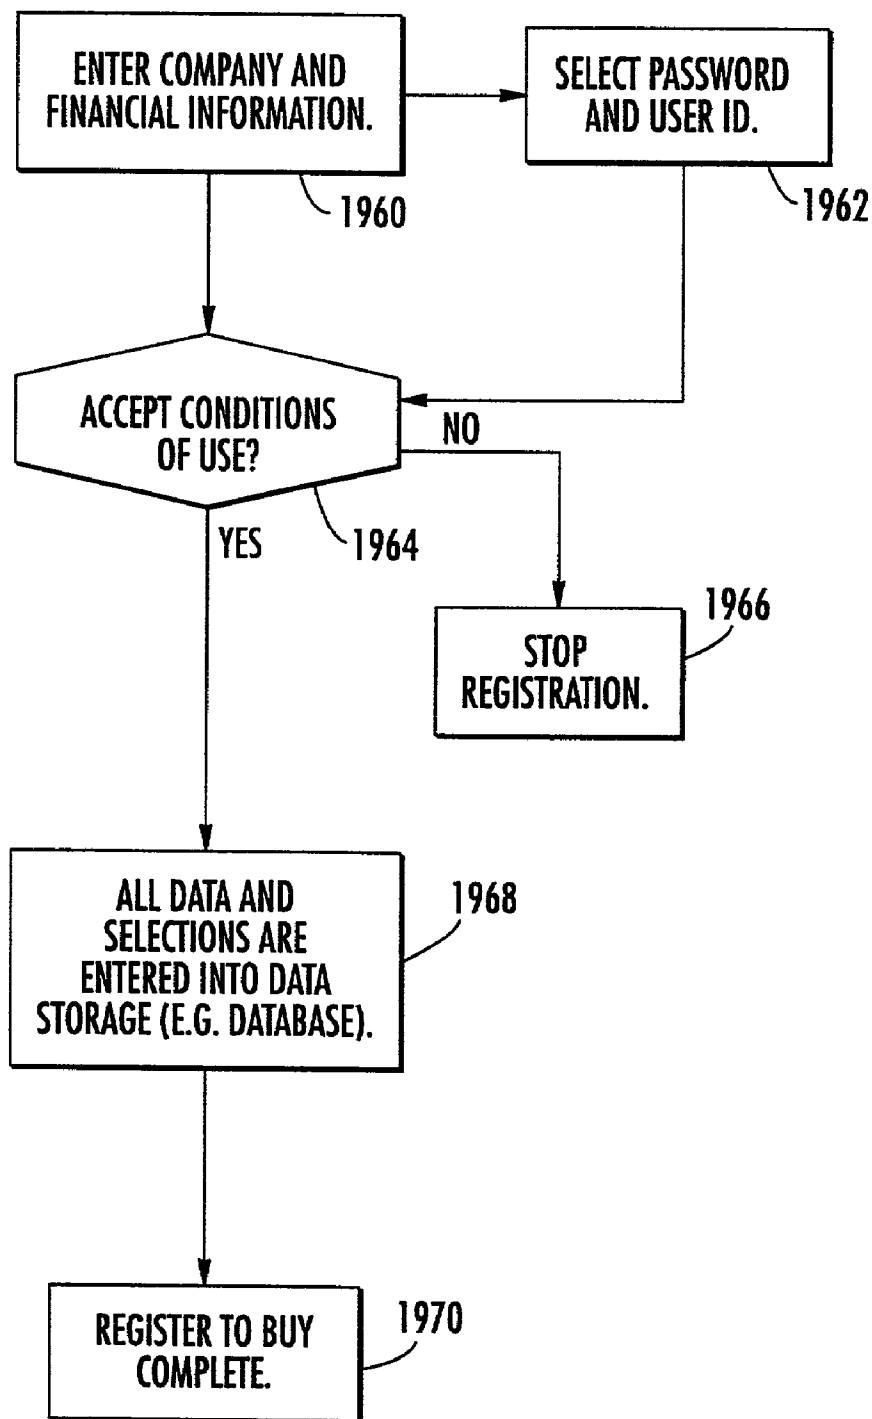 ENTER COMPANY AND
FINANCIAL INFORMATION.
SELECT PASSWORD
AND USER ID.
1960
1962
ACCEPT CONDITIONS
OF USE?
NO
YES
1964
1966
STOP
REGISTRATION.
ALL DATA AND
SELECTIONS ARE
ENTERED INTO DATA
STORAGE (E.G. DATABASE).
1968
REGISTER TO BUY
COMPLETE.
1970